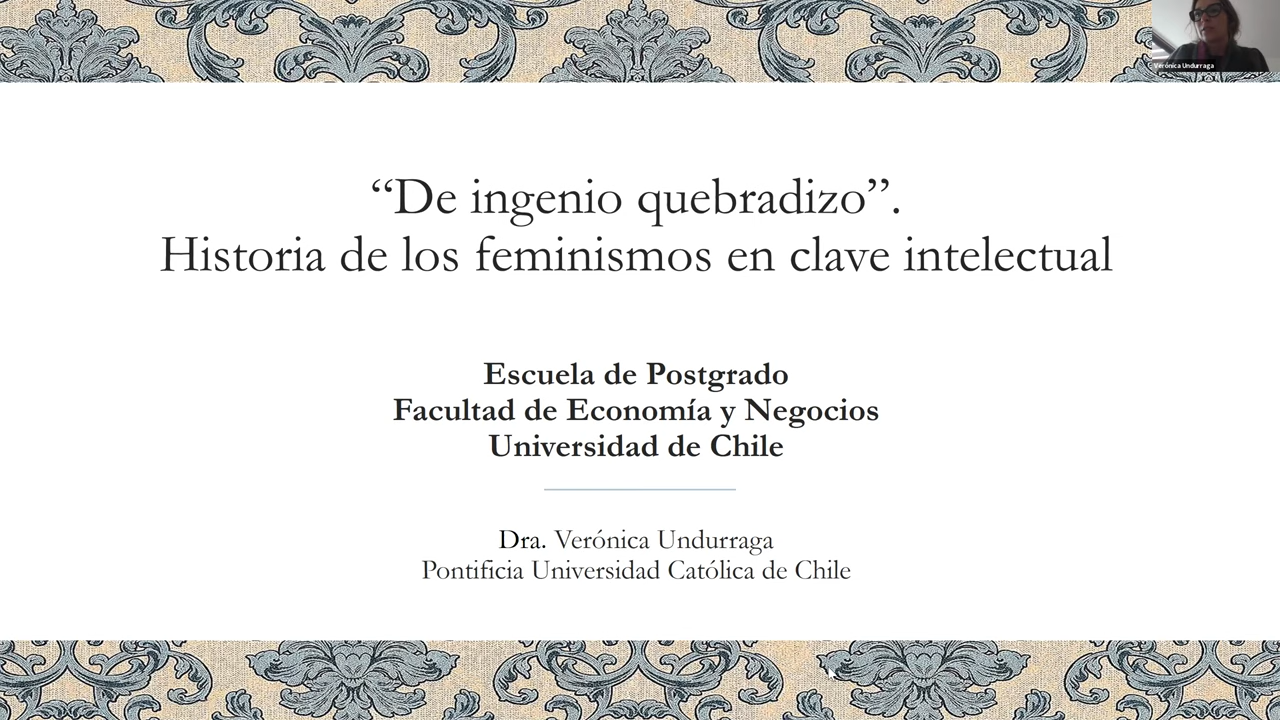 Verónica Undurraga
“De ingenio quebradizo”.
Historia de los feminismos en clave intelectual
Escuela de Postgrado
Facultad de Economía y Negocios
Universidad de Chile
Dra. Verónica Undurraga
Pontificia Universidad Católica de Chile